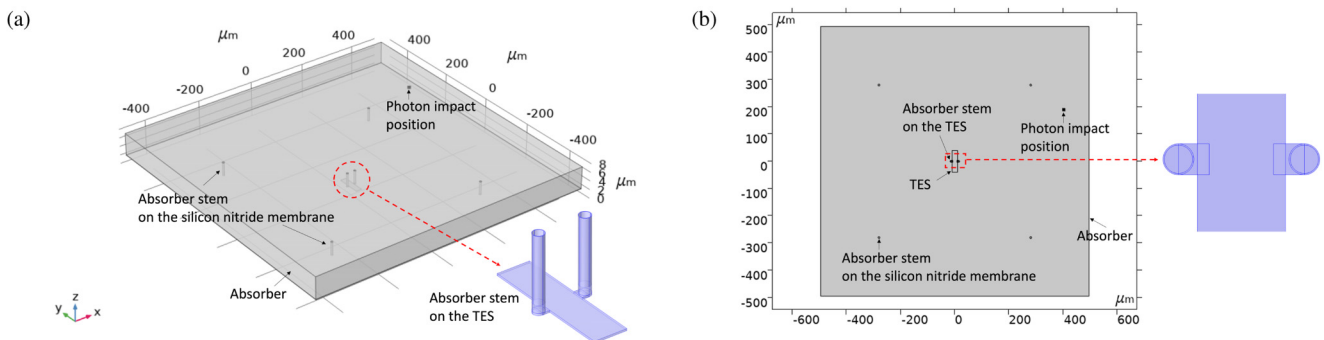 (a)
μm
μm
400
400
200
200
0
0
-200
-200
-400
-400
8
6
4
2
0
μm
Photon impact
position
Absorber stem
on the silicon nitride membrane
Absorber
Absorber stem
on the TES
z
y
x
(b)
μm
500
400
300
200
100
0
-100
-200
-300
-400
-500
Absorber stem
on the TES
Photon impact
position
TES
Absorber
Absorber stem
on the silicon nitride membrane
μm
-600
-400
-200
0
200
400
600